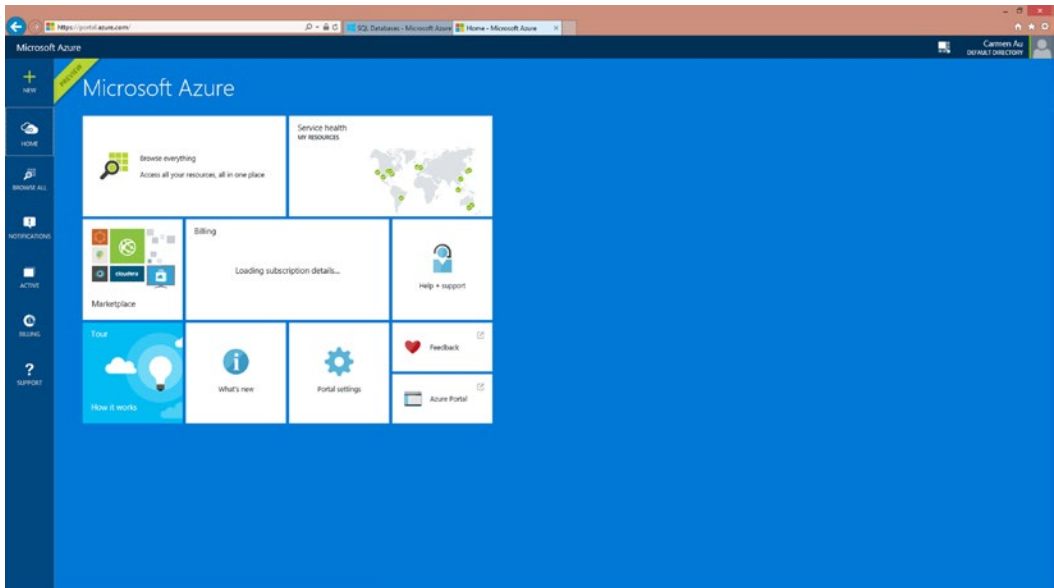 https://portal.azure.com/
SQL Databases - Microsoft Azure
Home - Microsoft Azure
Microsoft Azure
Carmen Au
DEFAULT DIRECTORY
NEW
PREVIEW
HOME
BROWSE ALL
NOTIFICATIONS
ACTIVE
BILLING
SUPPORT
Microsoft Azure
Browse everything
Access all your resources, all in one place
Service health
MY RESOURCES
Marketplace
cloudera
Billing
Loading subscription details...
Help + support
Tour
How it works
What's new
Portal settings
Feedback
Azure Portal